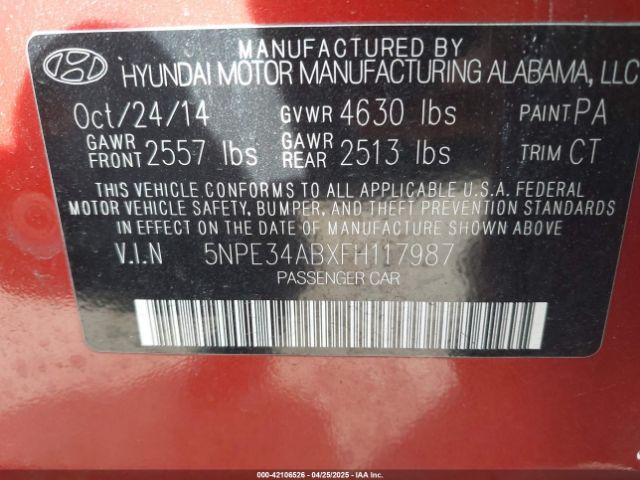 MANUFACTURED BY
HYUNDAI MOTOR MANUFACTURING ALABAMA, LLC
Oct/24/14 GVWR 4630 lbs PAINT PA
GAWR FRONT 2557 lbs GAWR REAR 2513 lbs TRIM CT
THIS VEHICLE CONFORMS TO ALL APPLICABLE U.S.A. FEDERAL
MOTOR VEHICLE SAFETY, BUMPER, AND THEFT PREVENTION STANDARDS
IN EFFECT ON THE DATE OF MANUFACTURE SHOWN ABOVE
V.I.N 5NPE34ABXFH117987
PASSENGER CAR
000-42106526 - 04/25/2025 - IAA, Inc.